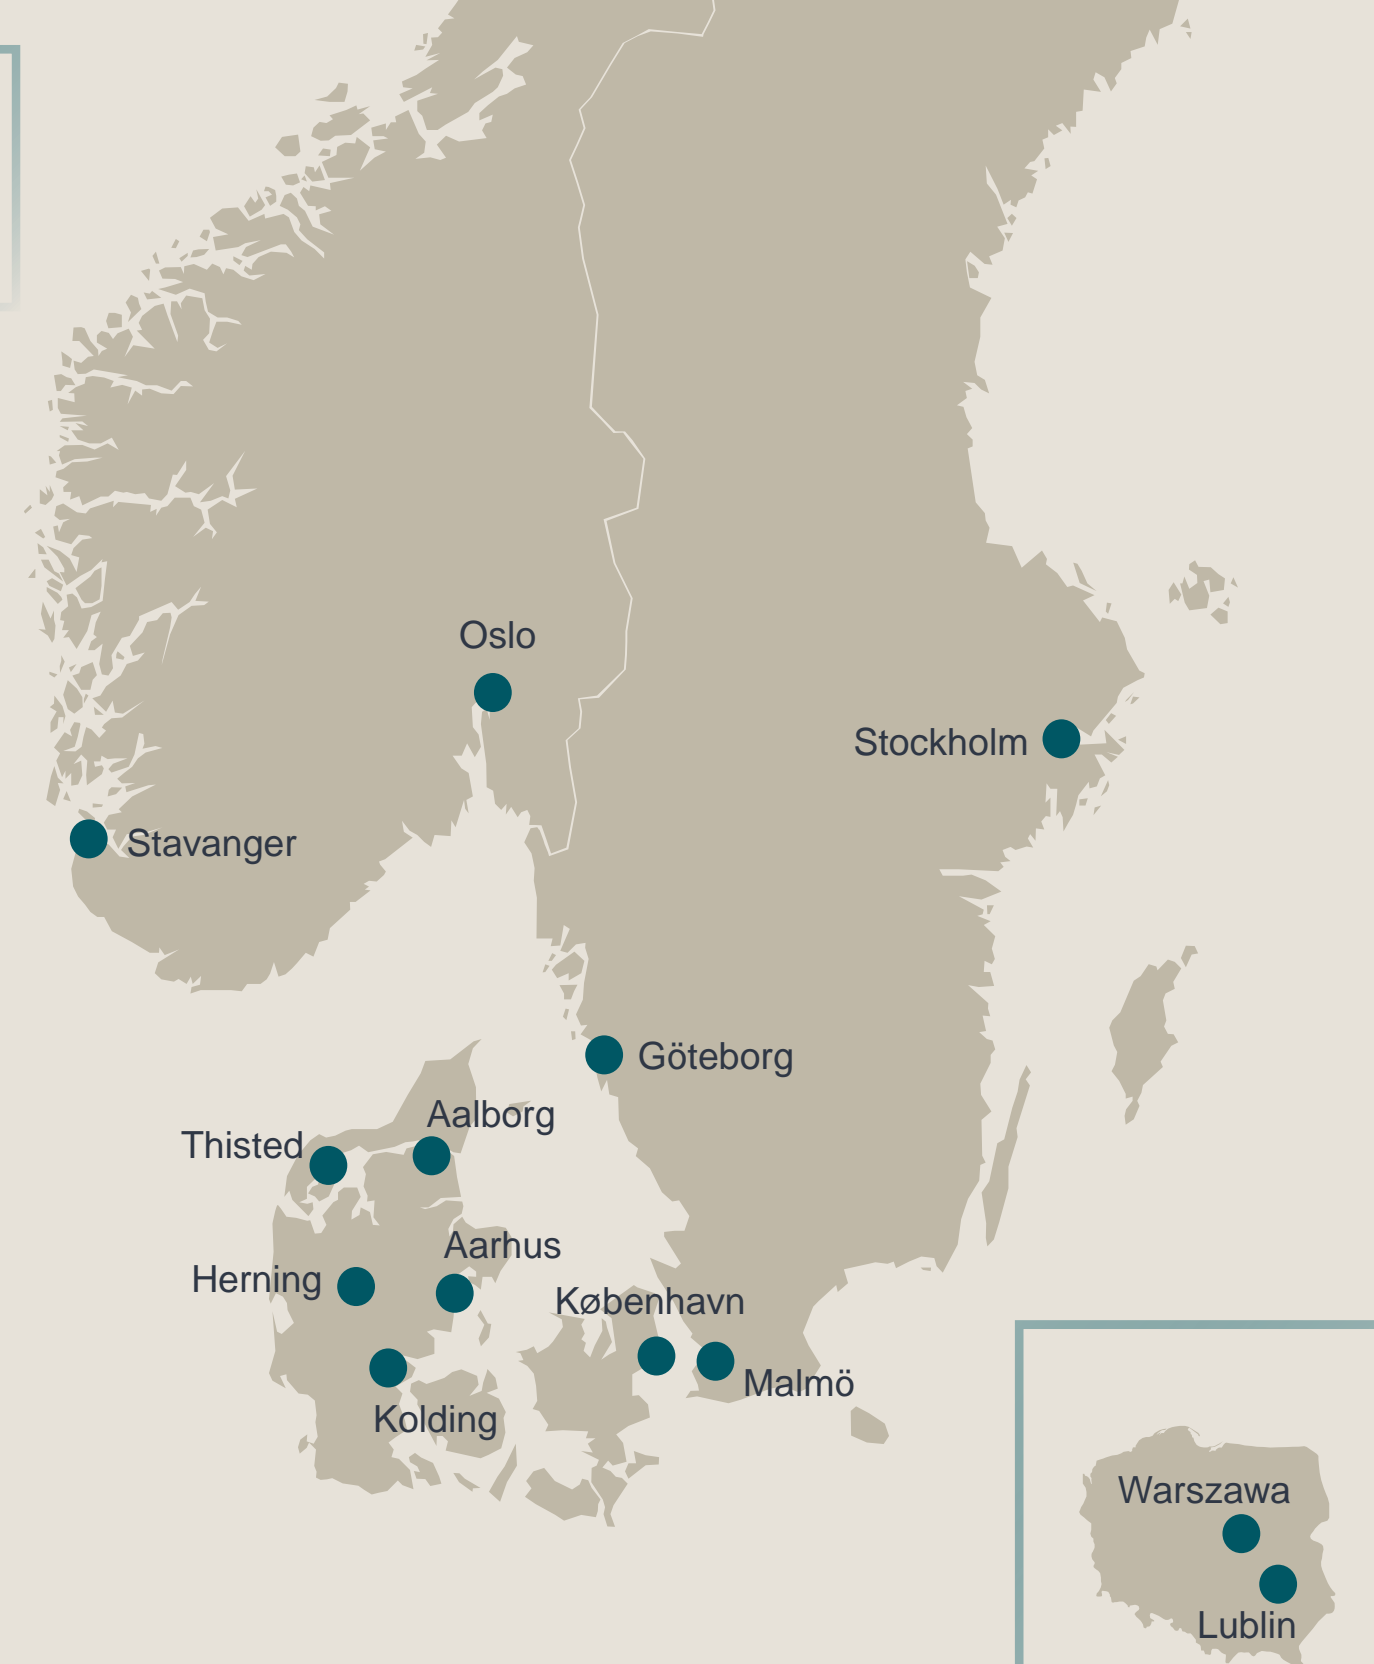 Oslo
Stockholm
Stavanger
Göteborg
Aalborg
Thisted
Aarhus
Herning
København
Malmö
Kolding
Warszawa
Lublin